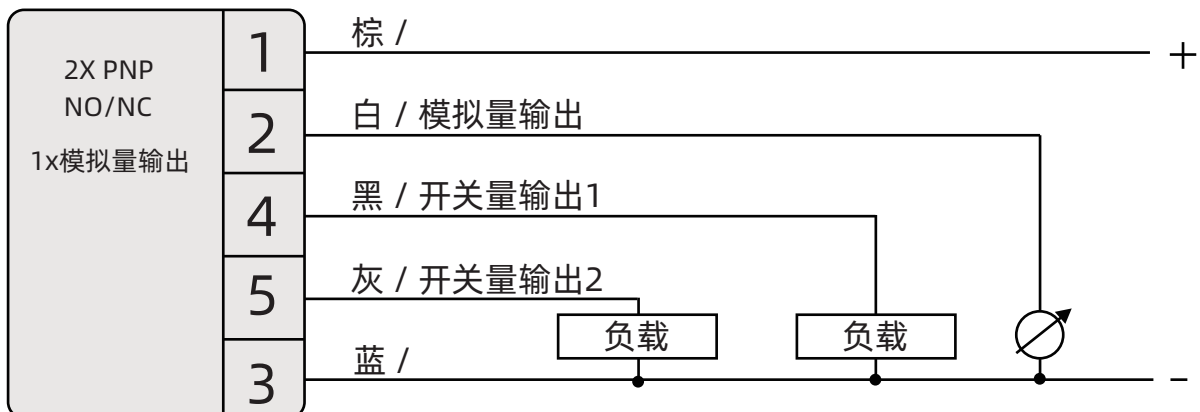 2X PNP
NO/NC
1x模拟量输出
1
棕 /
+
2
白 / 模拟量输出
4
黑 / 开关量输出1
5
灰 / 开关量输出2
负载
负载
3
蓝 /
-